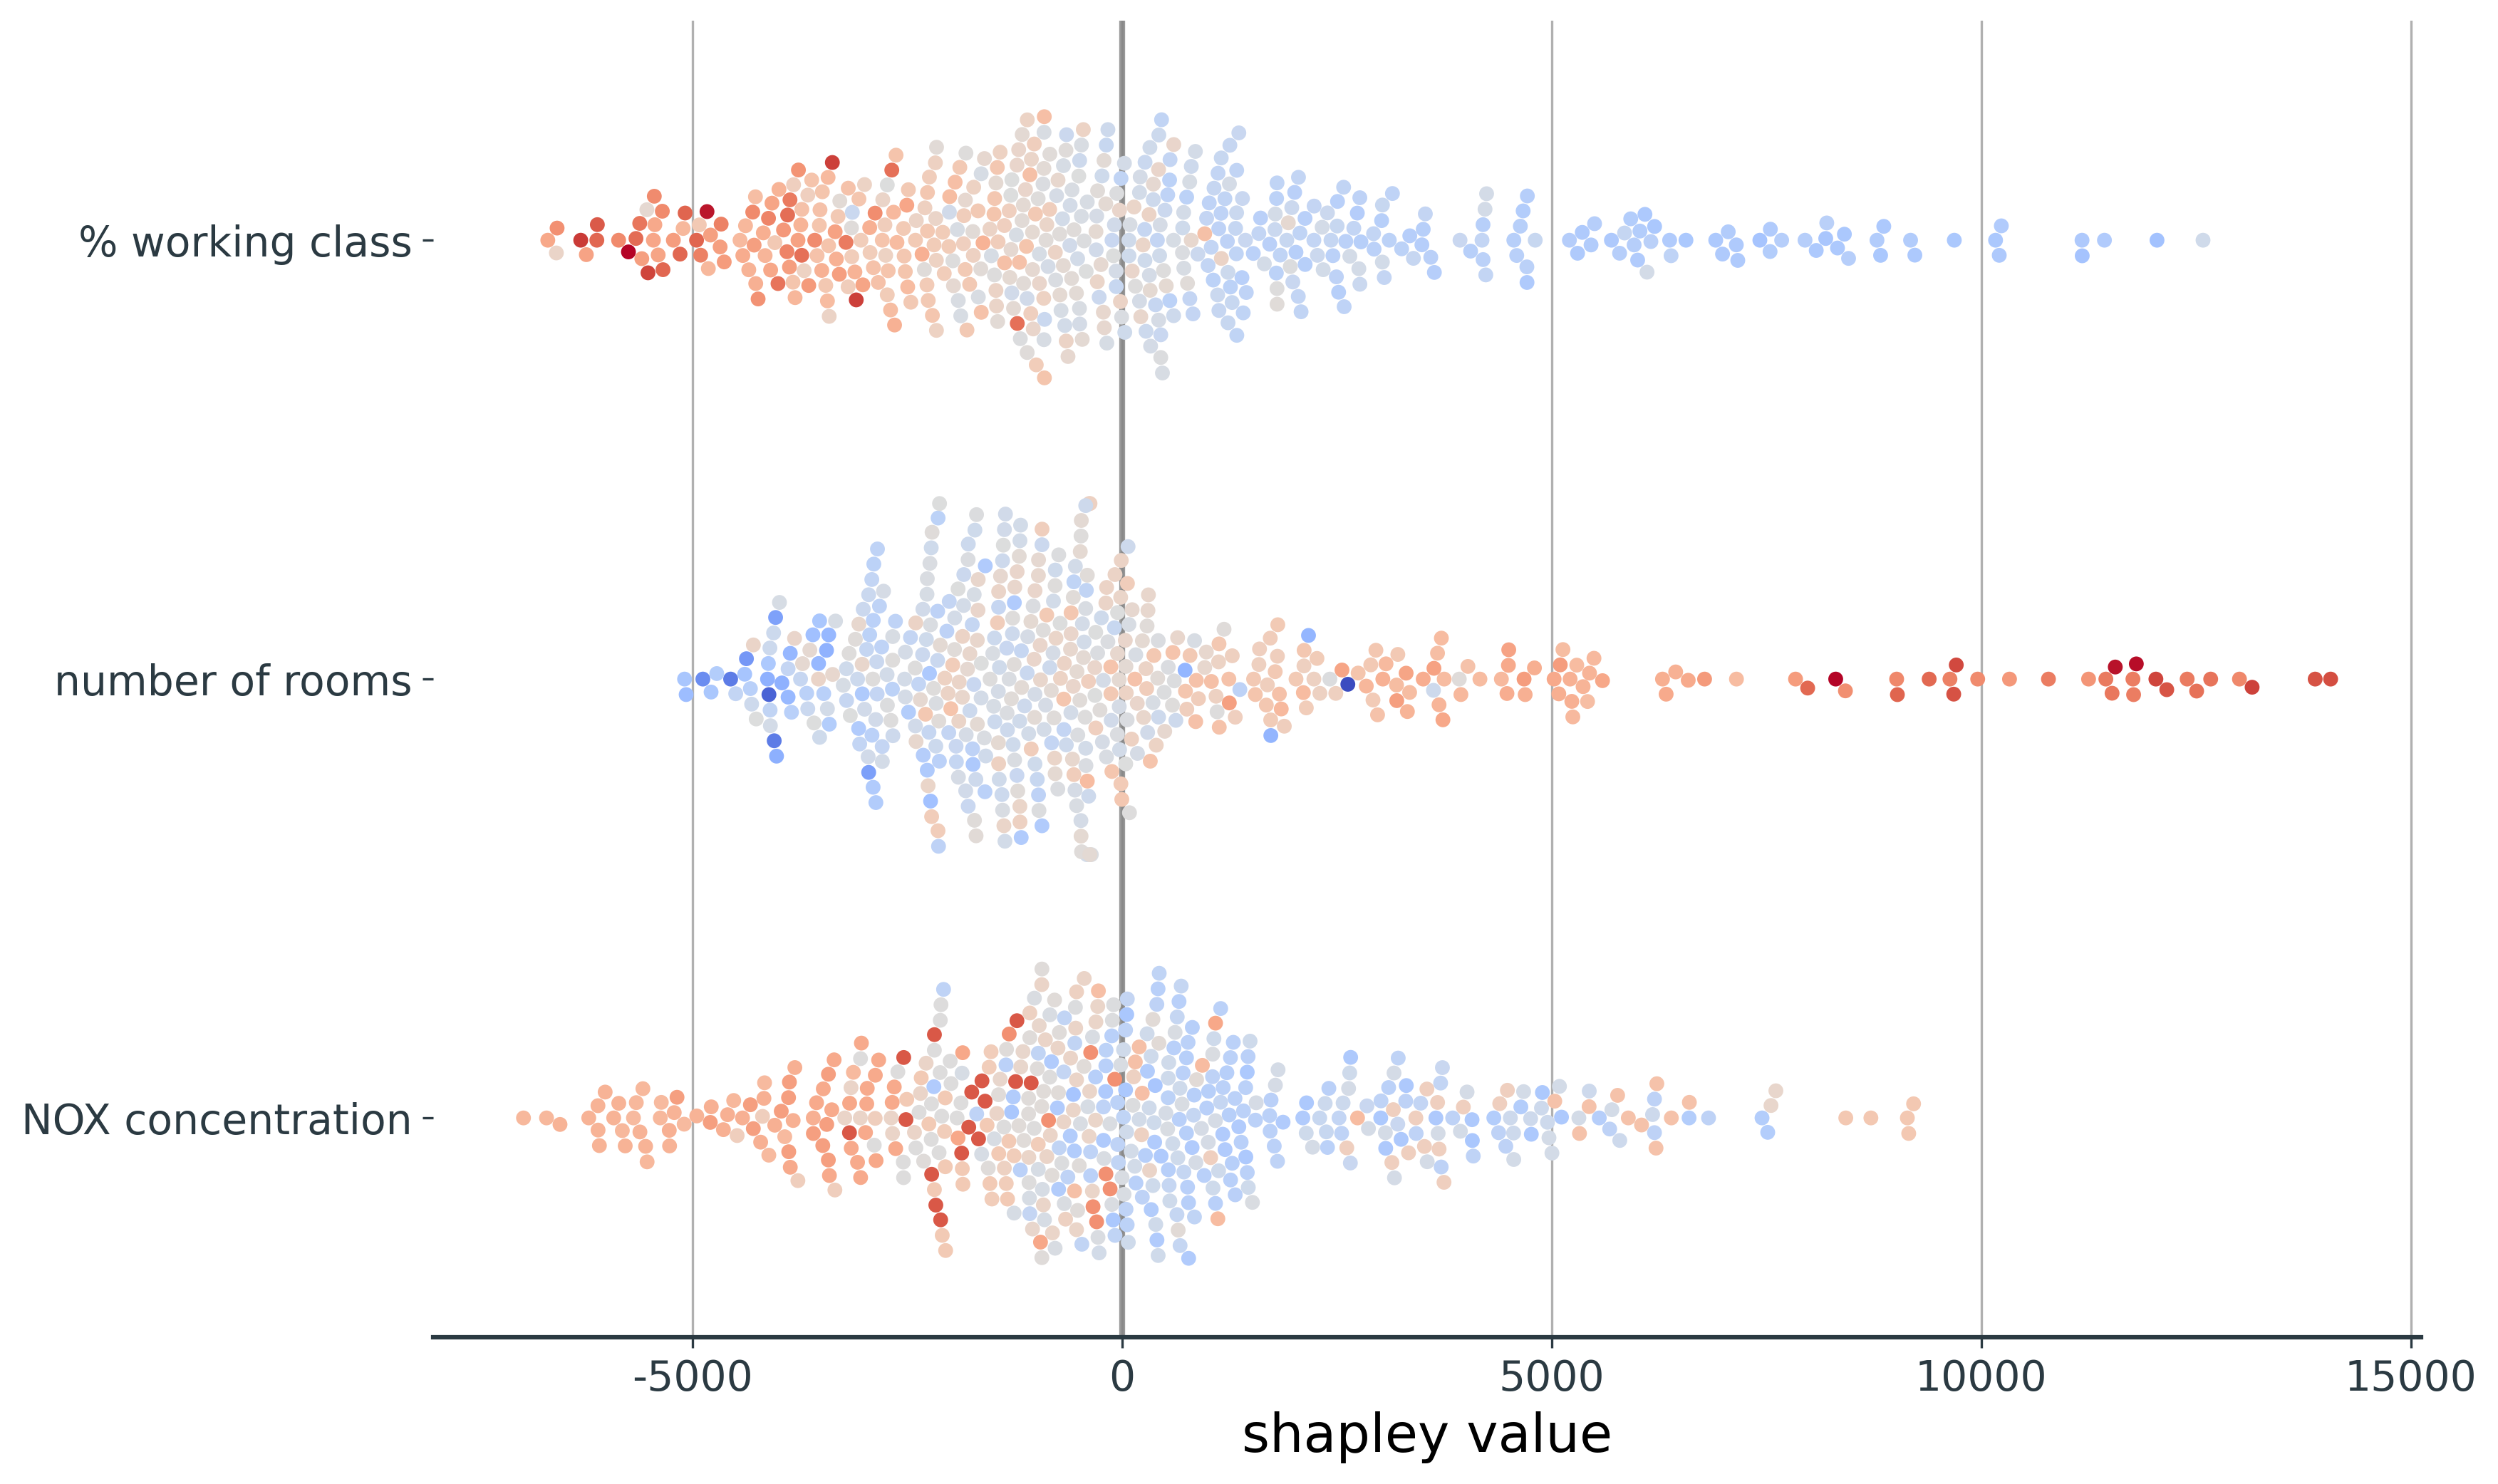 % working class
number of rooms
NOX concentration
-5000 0 5000 10000 15000
shapley value